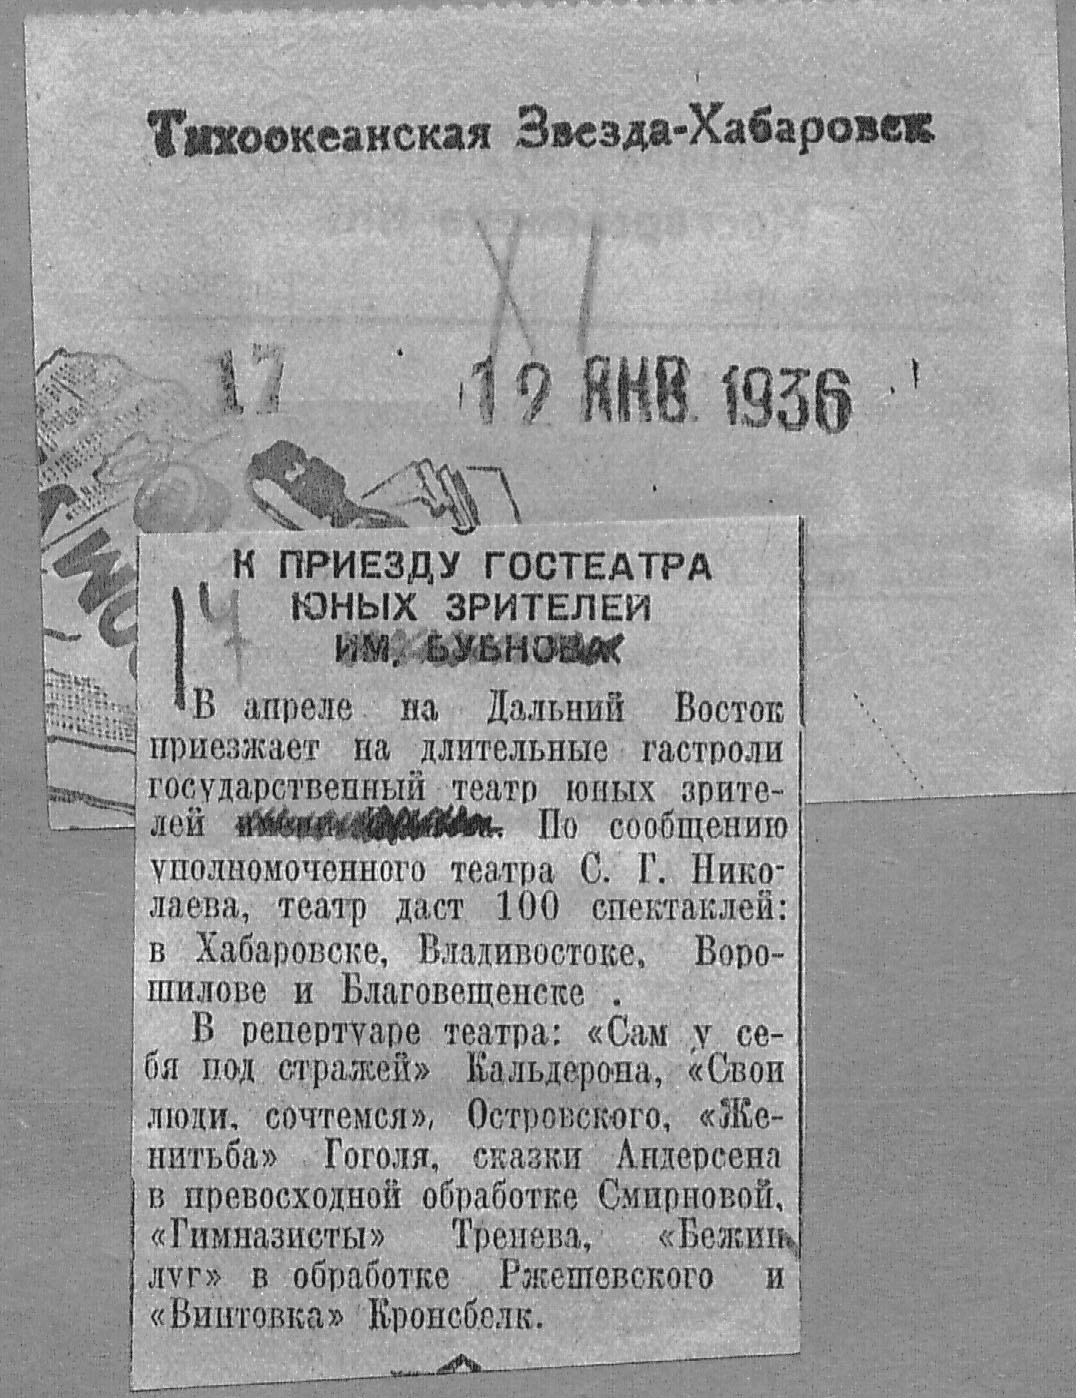 Тихоокеанская Звезда-Хабаровск
XI
17
12 ЯНВ 1936
К ПРИЕЗДУ ГОСТЕАТРА
ЮНЫХ ЗРИТЕЛЕЙ
ИМ. БУБНОВА
В апреле на Дальний Восток
приезжает на длительные гастроли
государственный театр юных зрите-
лей . По сообщению
уполномоченного театра С. Г. Нико-
лаева, театр даст 100 спектаклей:
в Хабаровске, Владивостоке, Воро-
шилове и Благовещенске .
В репертуаре театра: «Сам у се-
бя под стражей» Кальдерона, «Свои
люди, сочтемся», Островского, «Же-
нитьба» Гоголя, сказки Андерсена
в превосходной обработке Смирновой,
«Гимназисты» Тренева, «Бежин
луг» в обработке Ржешевского и
«Винтовка» Кронсбелк.